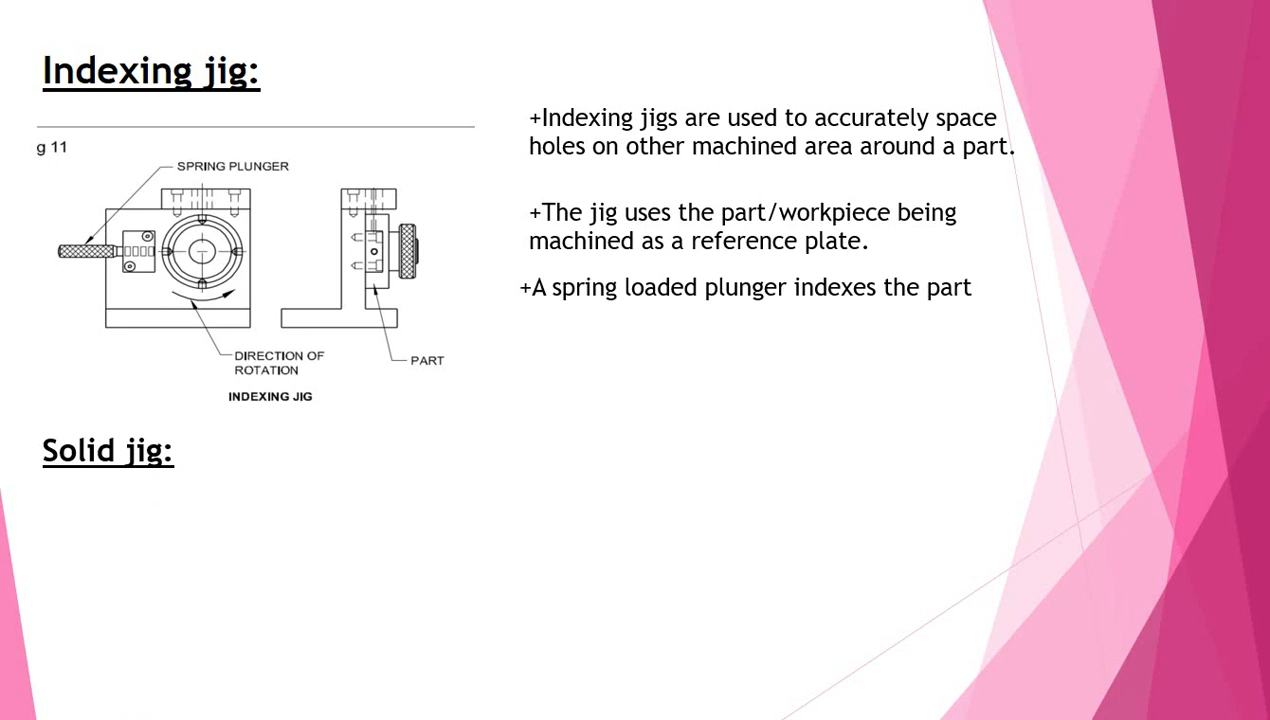 Indexing jig:
g 11
SPRING PLUNGER
DIRECTION OF
ROTATION
PART
INDEXING JIG
+Indexing jigs are used to accurately space
holes on other machined area around a part.
+The jig uses the part/workpiece being
machined as a reference plate.
+A spring loaded plunger indexes the part
Solid jig: